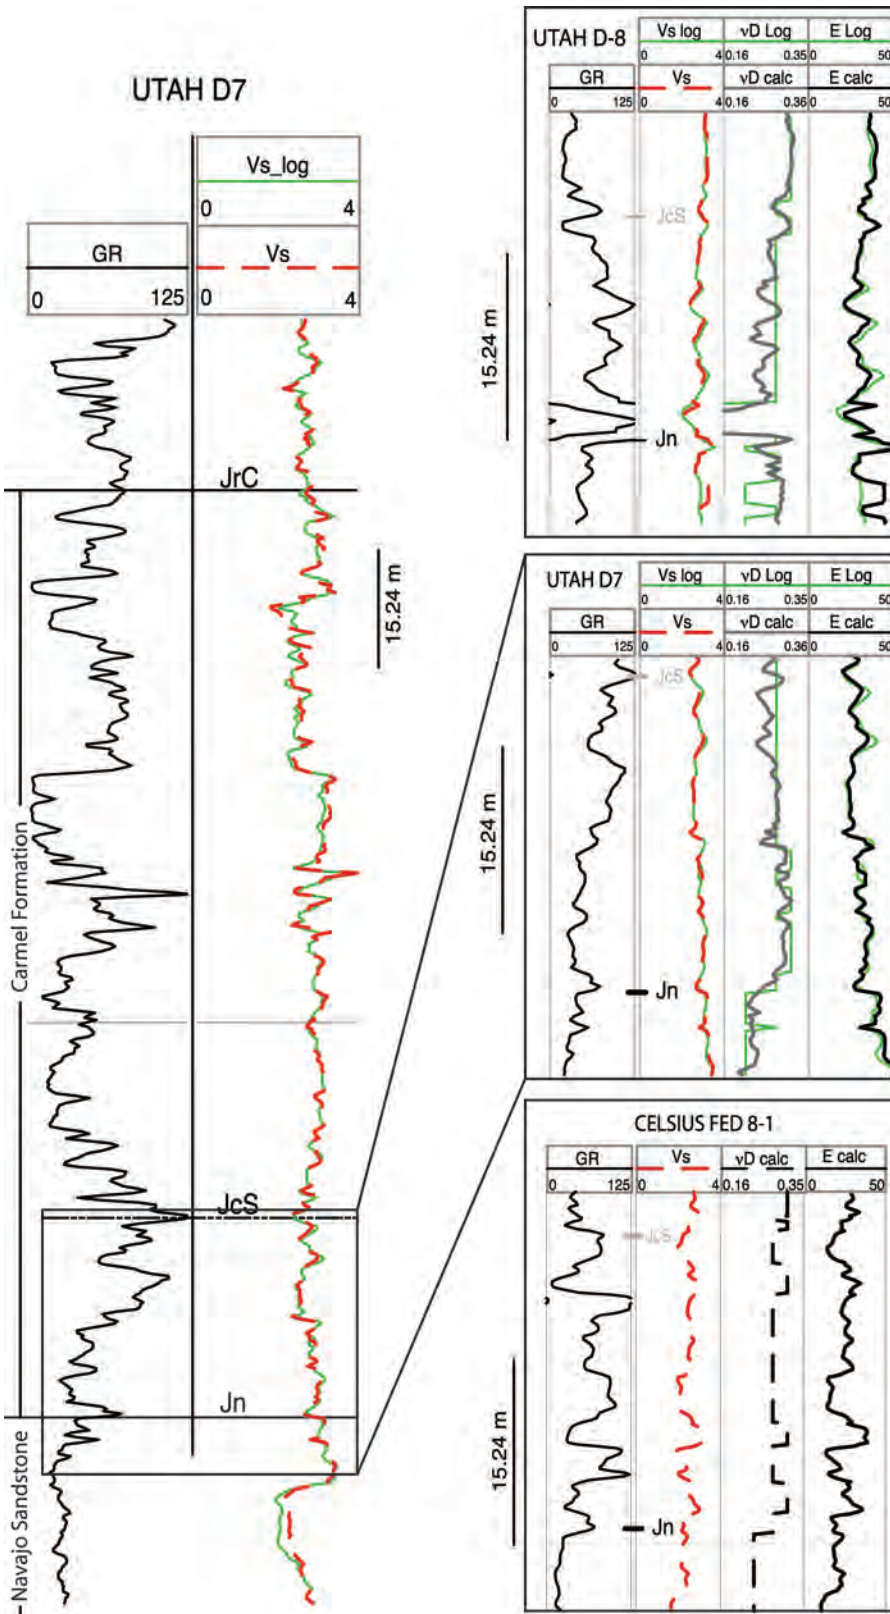 UTAH D7
Vs_log
0 4
GR
0 125
Vs
0 4
JrC
15.24 m
Carmel Formation
JcS
Jn
Navajo Sandstone
UTAH D-8
Vs log νD Log E Log
0 4 0.16 0.35 0 50
GR Vs νD calc E calc
0 125 0 4 0.16 0.36 0 50
JcS
15.24 m
Jn
UTAH D7
Vs log νD Log E Log
0 4 0.16 0.35 0 50
GR Vs νD calc E calc
0 125 0 4 0.16 0.36 0 50
JcS
15.24 m
Jn
CELSIUS FED 8-1
GR Vs νD calc E calc
0 125 0 4 0.16 0.35 0 50
JcS
15.24 m
Jn